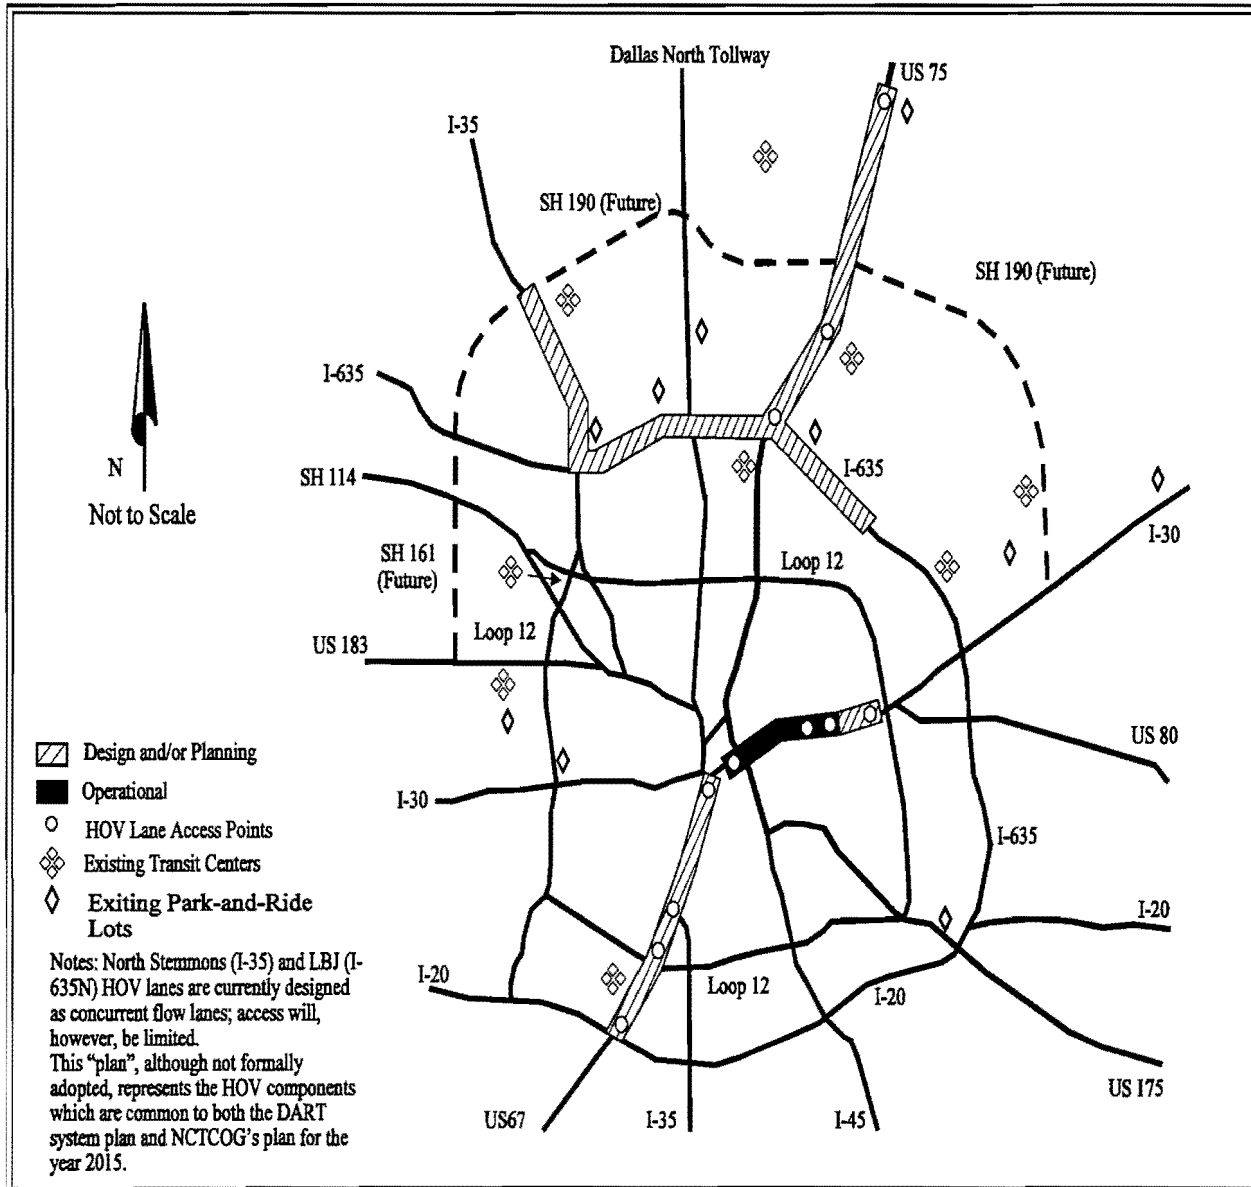 Dallas North Tollway
US 75
I-35
SH 190 (Future)
SH 190 (Future)
I-635
N
Not to Scale
SH 114
I-635
I-30
SH 161
(Future)
Loop 12
Loop 12
US 183
US 80
Design and/or Planning
Operational
I-30
HOV Lane Access Points
I-635
Existing Transit Centers
Exiting Park-and-Ride
Lots
I-20
Notes: North Stemmons (I-35) and LBJ (I-
635N) HOV lanes are currently designed
as concurrent flow lanes; access will,
however, be limited.
This “plan”, although not formally
adopted, represents the HOV components
which are common to both the DART
system plan and NCTCOG’s plan for the
year 2015.
I-20
Loop 12
I-20
US 175
US67
I-35
I-45